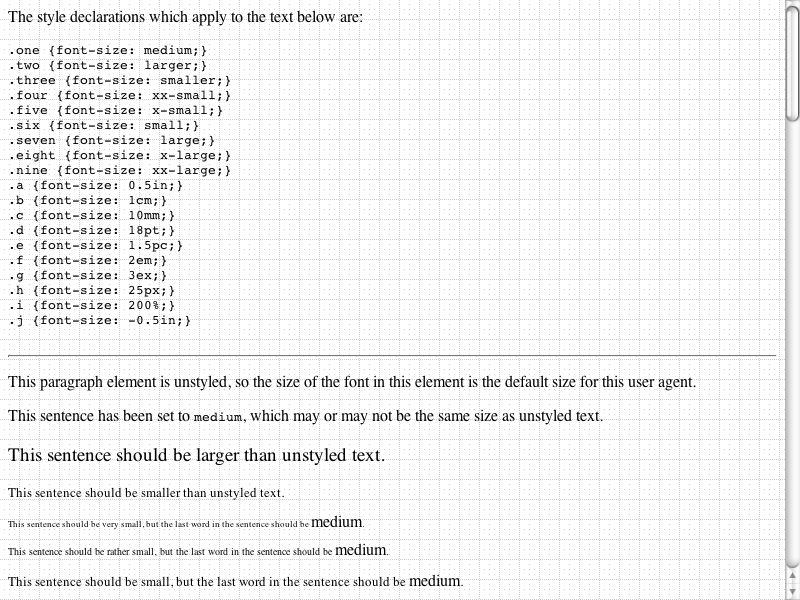 The style declarations which apply to the text below are:
.one {font-size: medium;}
.two {font-size: larger;}
.three {font-size: smaller;}
.four {font-size: xx-small;}
.five {font-size: x-small;}
.six {font-size: small;}
.seven {font-size: large;}
.eight {font-size: x-large;}
.nine {font-size: xx-large;}
.a {font-size: 0.5in;}
.b {font-size: 1cm;}
.c {font-size: 10mm;}
.d {font-size: 18pt;}
.e {font-size: 1.5pc;}
.f {font-size: 2em;}
.g {font-size: 3ex;}
.h {font-size: 25px;}
.i {font-size: 200%;}
.j {font-size: -0.5in;}
This paragraph element is unstyled, so the size of the font in this element is the default size for this user agent.
This sentence has been set to medium, which may or may not be the same size as unstyled text.
This sentence should be larger than unstyled text.
This sentence should be smaller than unstyled text.
This sentence should be very small, but the last word in the sentence should be medium.
This sentence should be rather small, but the last word in the sentence should be medium.
This sentence should be small, but the last word in the sentence should be medium.